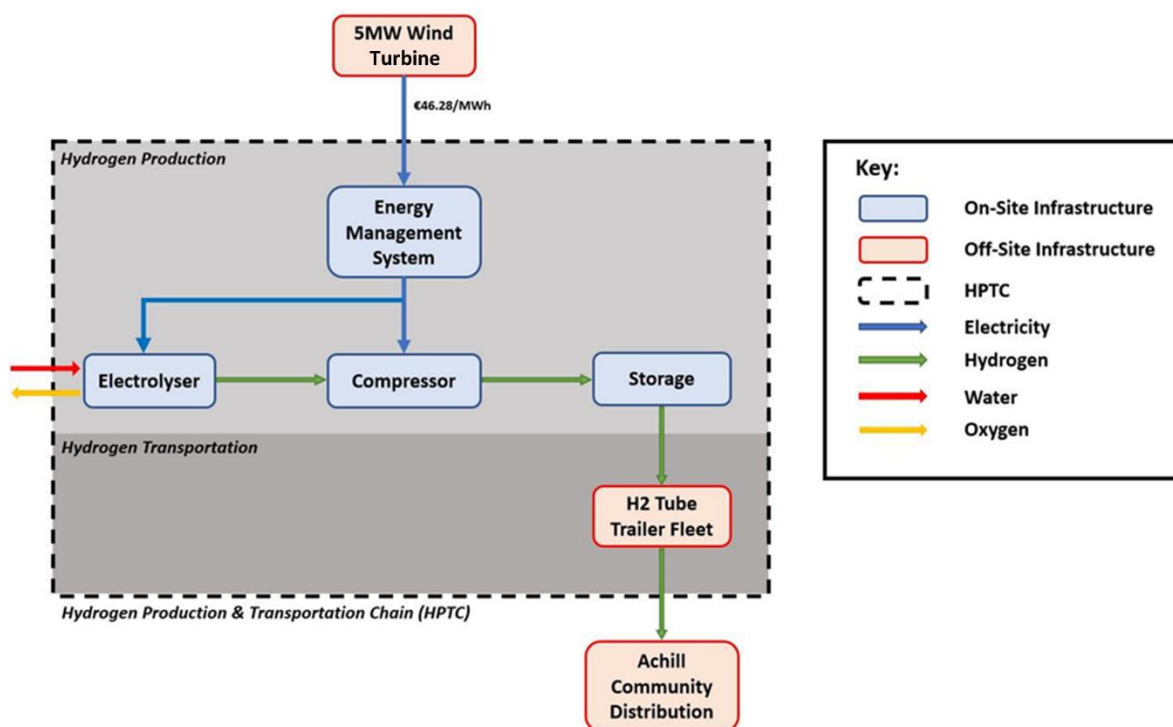 5MW Wind
Turbine
€46.28/MWh
Hydrogen Production
Energy
Management
System
Electrolyser
Compressor
Storage
Hydrogen Transportation
H2 Tube
Trailer Fleet
Hydrogen Production & Transportation Chain (HPTC)
Achill
Community
Distribution
Key:
On-Site Infrastructure
Off-Site Infrastructure
HPTC
Electricity
Hydrogen
Water
Oxygen